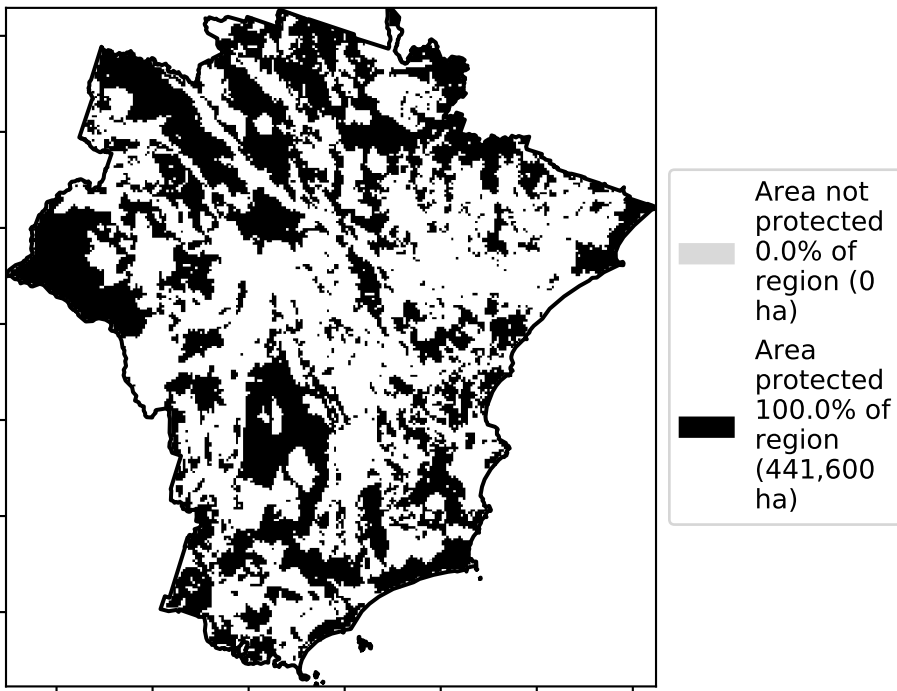 Area not
protected
0.0% of
region (0
ha)
Area
protected
100.0% of
region
(441,600
ha)